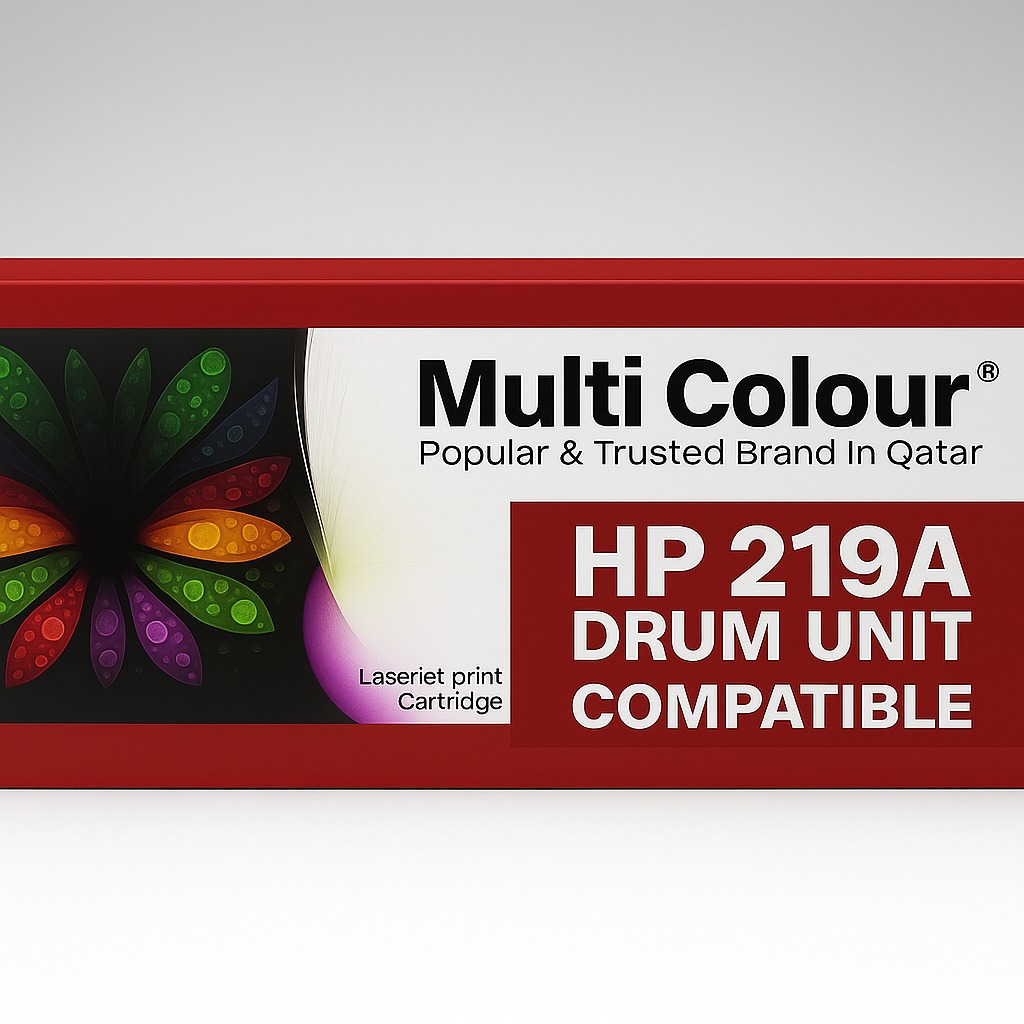 Multi Colour®
Popular & Trusted Brand In Qatar
HP 219A
DRUM UNIT
COMPATIBLE
Laseriet print
Cartridge